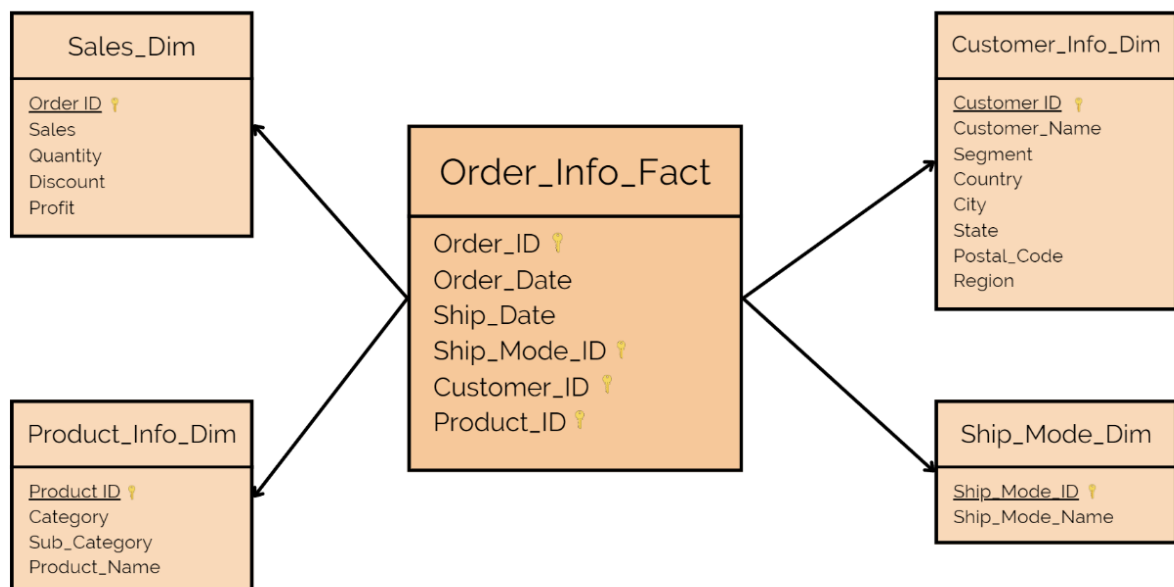 Sales_Dim
Order ID
Sales
Quantity
Discount
Profit
Product_Info_Dim
Product ID
Category
Sub_Category
Product_Name
Order_Info_Fact
Order_ID
Order_Date
Ship_Date
Ship_Mode_ID
Customer_ID
Product_ID
Customer_Info_Dim
Customer ID
Customer_Name
Segment
Country
City
State
Postal_Code
Region
Ship_Mode_Dim
Ship_Mode_ID
Ship_Mode_Name